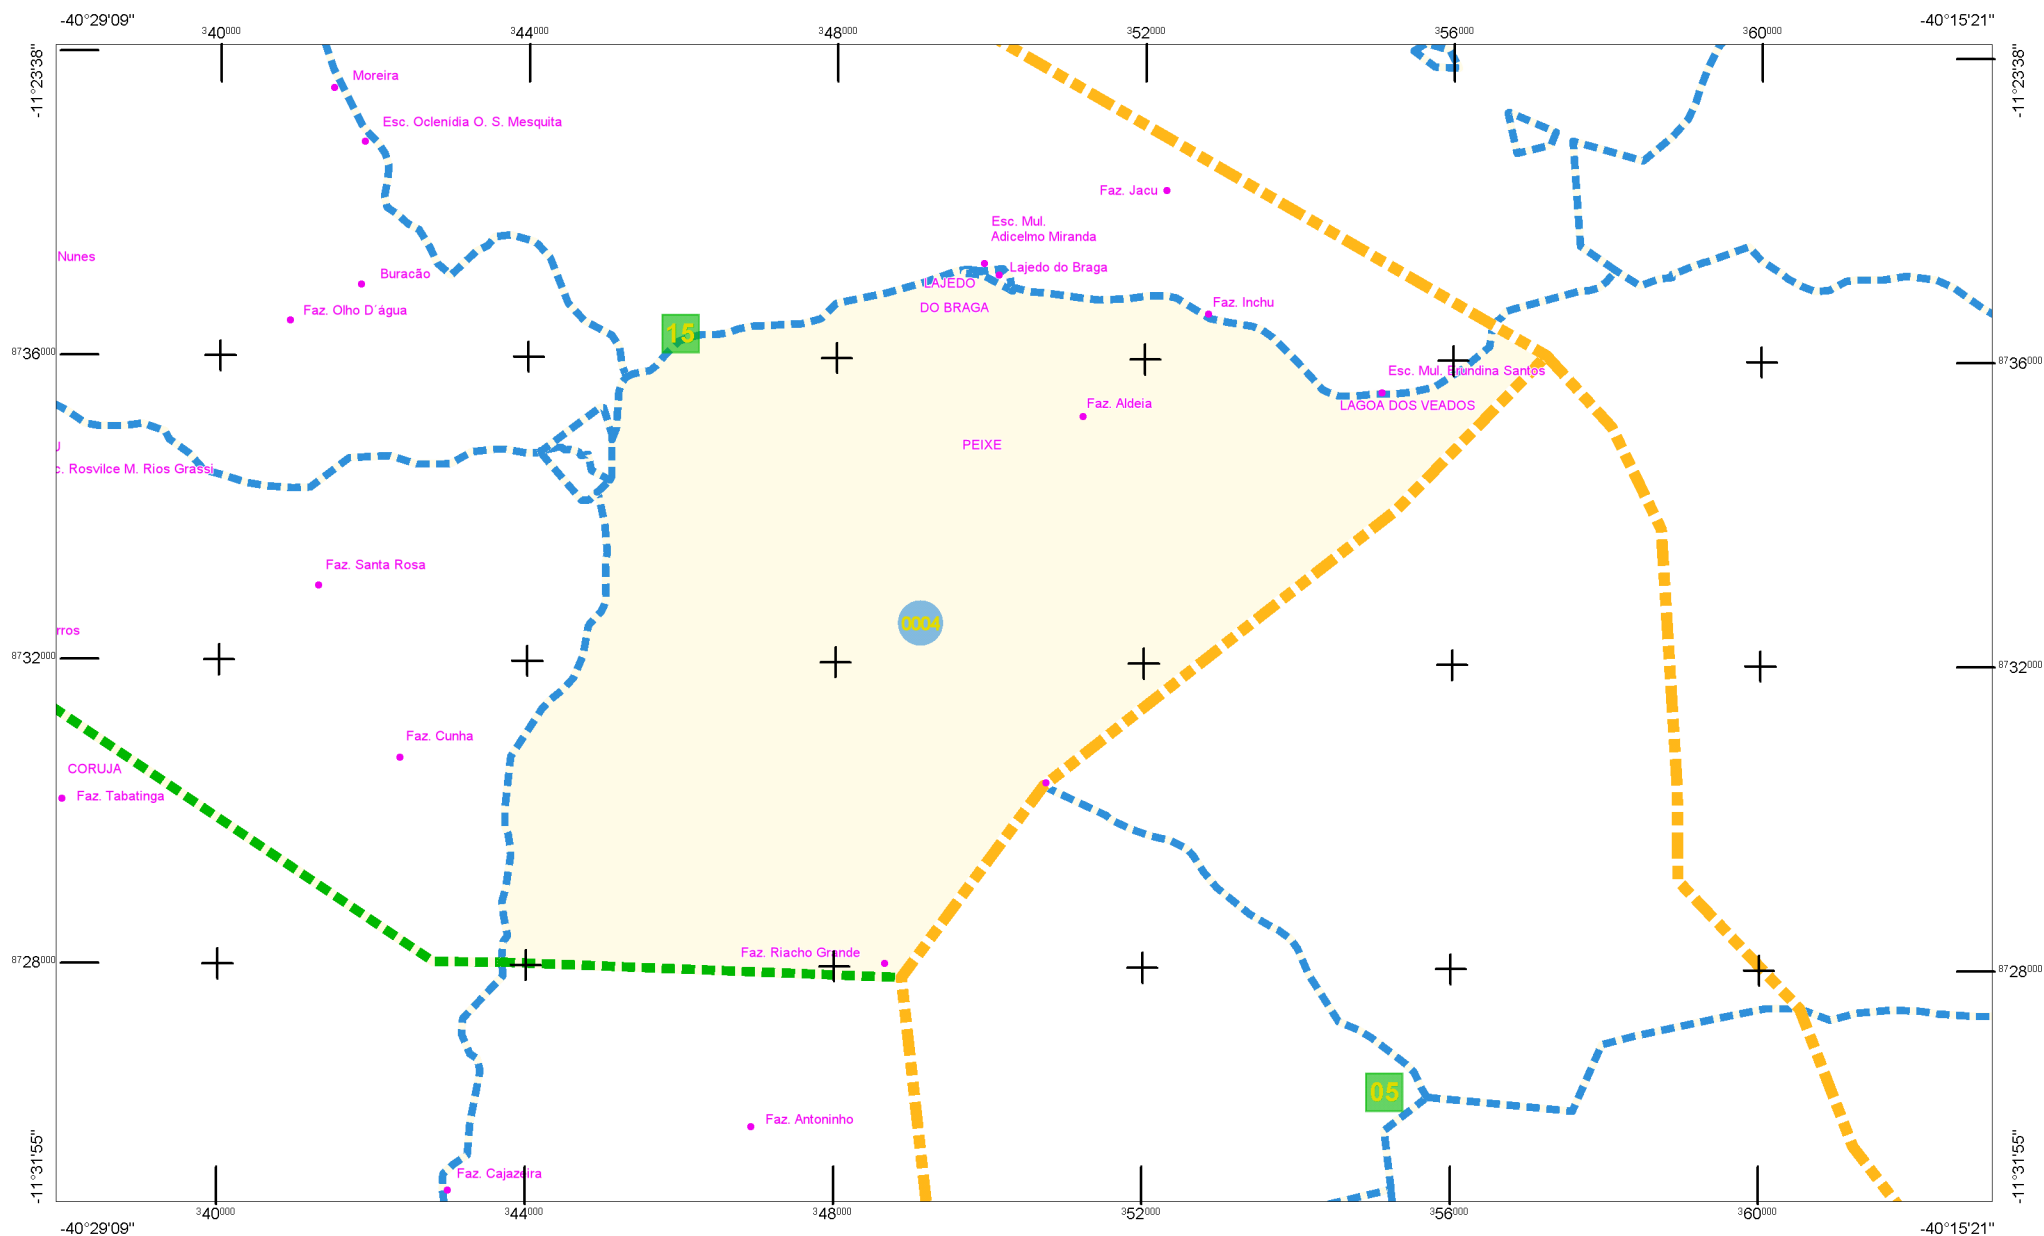 -40°29'09"
-40°15'21"
340000
344000
348000
352000
356000
360000
-11°23'38"
-11°23'38"
Moreira
Esc. Oclenídia O. S. Mesquita
Faz. Jacu
Esc. Mul.
Adicelmo Miranda
Nunes
Buracão
Lajedo do Braga
LAJEDO
DO BRAGA
Faz. Olho D´água
Faz. Inchu
15
8736000
8736000
Esc. Mul. Erundina Santos
Faz. Aldeia
LAGOA DOS VEADOS
PEIXE
U
c. Rosvilce M. Rios Grassi
Faz. Santa Rosa
0004
rros
8732000
8732000
Faz. Cunha
CORUJA
Faz. Tabatinga
Faz. Riacho Grande
8728000
8728000
05
Faz. Antoninho
Faz. Cajazeira
-11°31'55"
-11°31'55"
340000
344000
348000
352000
356000
360000
-40°29'09"
-40°15'21"